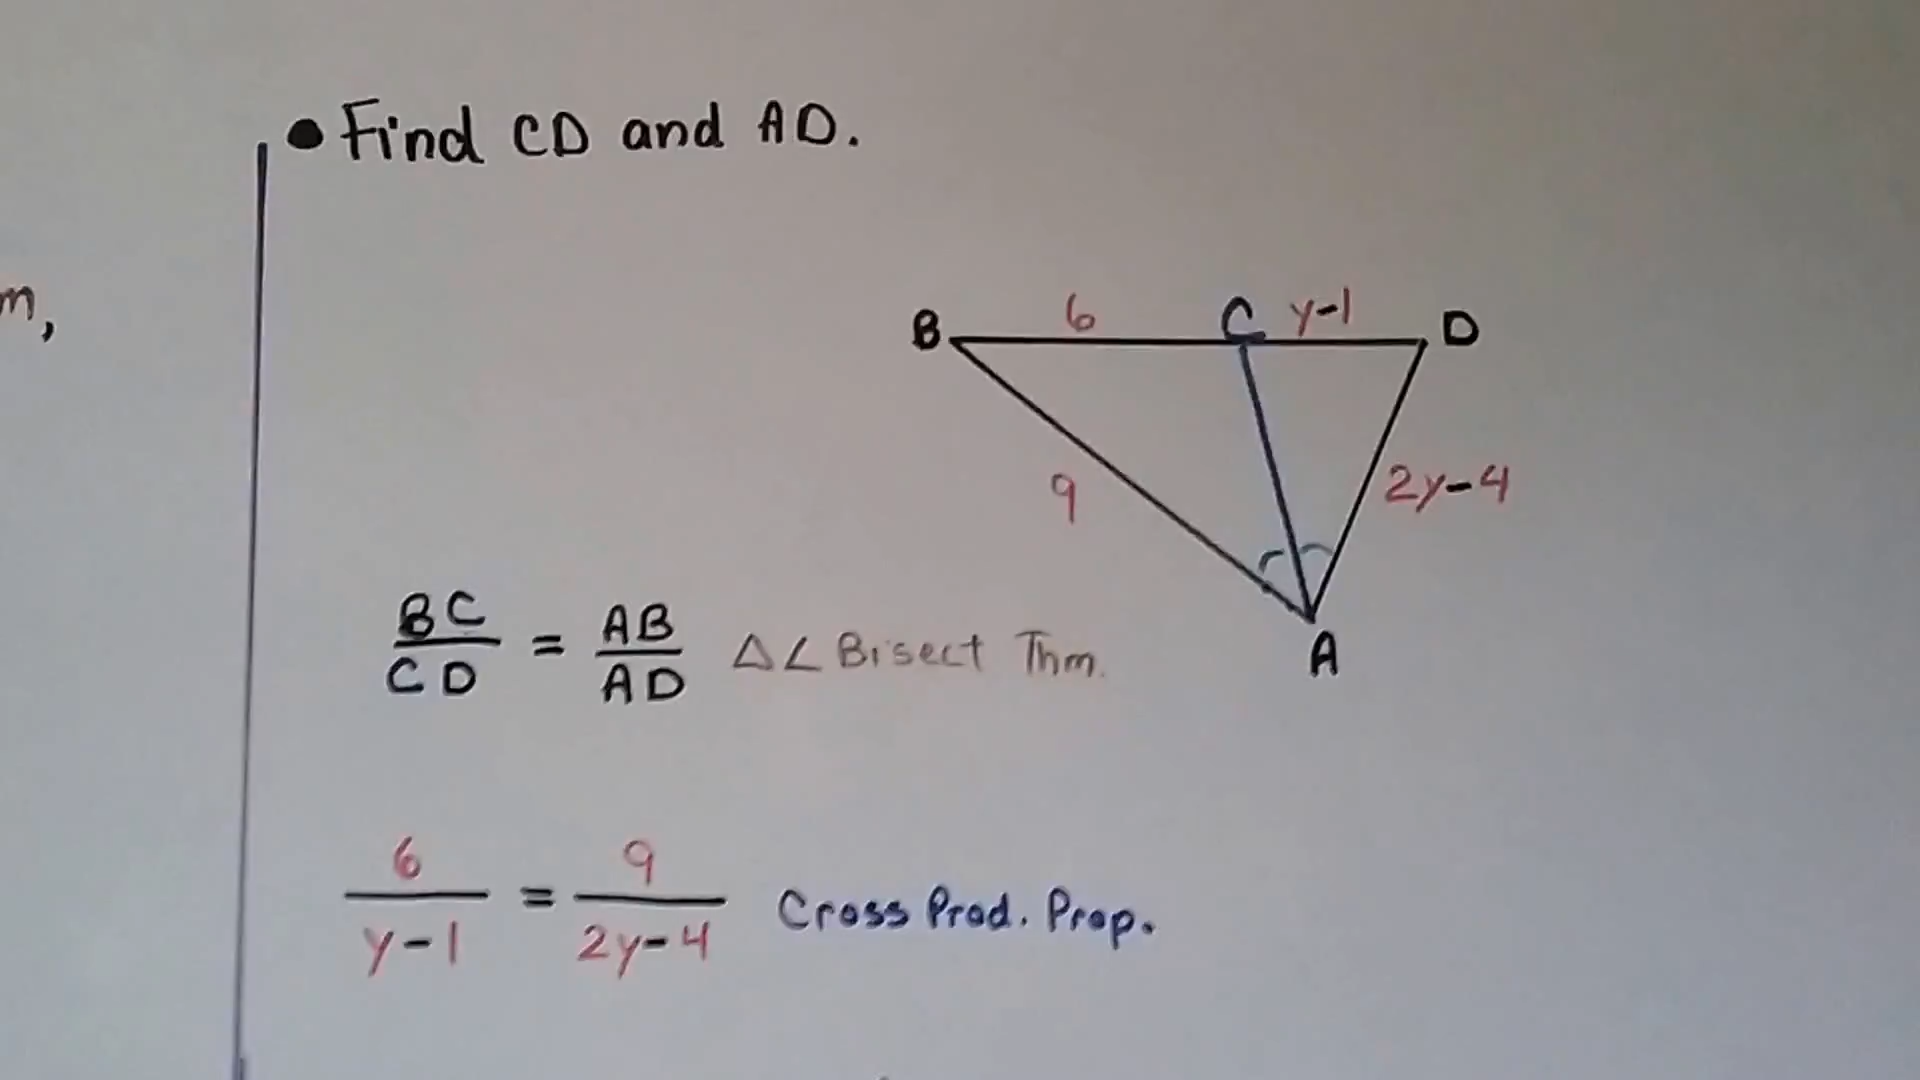 • Find CD and AD.
m,
B 6 C y-1 D
9 2y-4
A
BC/CD = AB/AD △∠ Bisect Thm.
6/y-1 = 9/2y-4 Cross Prod. Prop.